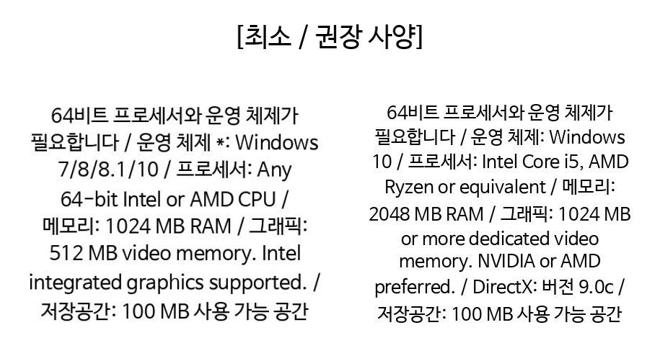 [최소 / 권장 사양]
64비트 프로세서와 운영 체제가
필요합니다 / 운영 체제 *: Windows
7/8/8.1/10 / 프로세서: Any
64-bit Intel or AMD CPU /
메모리: 1024 MB RAM / 그래픽:
512 MB video memory. Intel
integrated graphics supported. /
저장공간: 100 MB 사용 가능 공간
64비트 프로세서와 운영 체제가
필요합니다 / 운영 체제: Windows
10 / 프로세서: Intel Core i5, AMD
Ryzen or equivalent / 메모리:
2048 MB RAM / 그래픽: 1024 MB
or more dedicated video
memory. NVIDIA or AMD
preferred. / DirectX: 버전 9.0c /
저장공간: 100 MB 사용 가능 공간